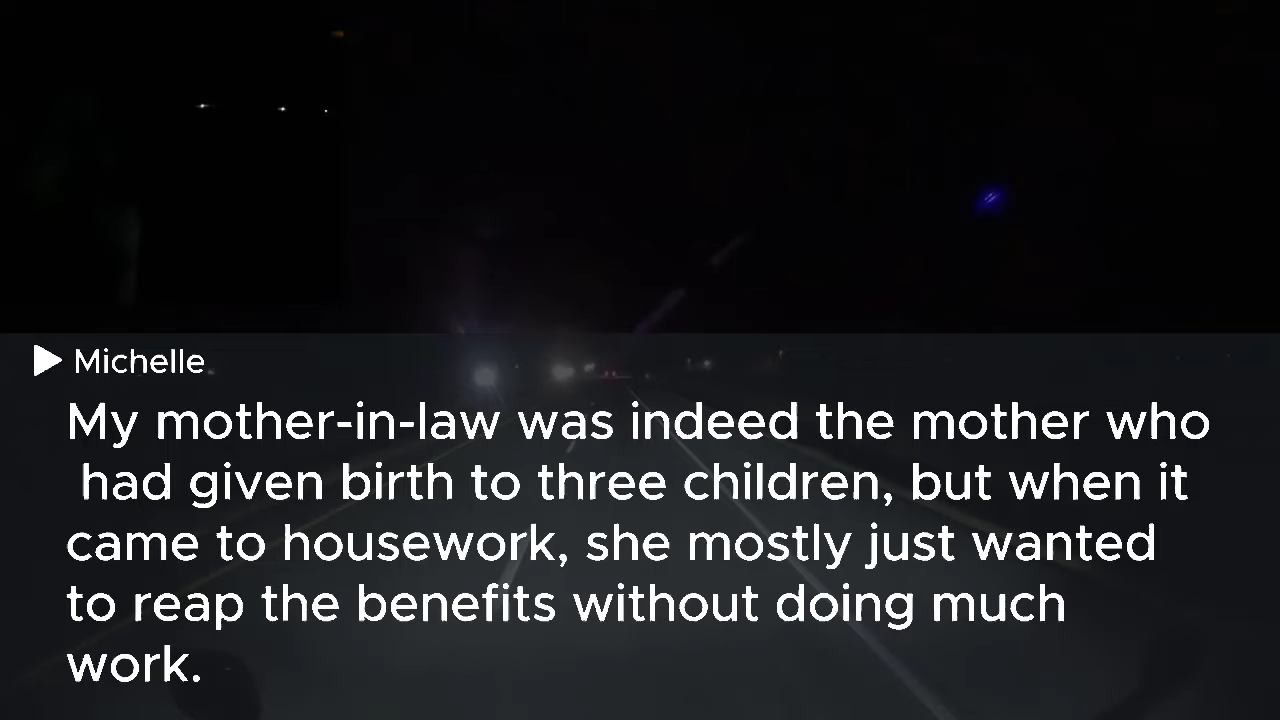 Michelle
My mother-in-law was indeed the mother who
had given birth to three children, but when it
came to housework, she mostly just wanted
to reap the benefits without doing much
work.